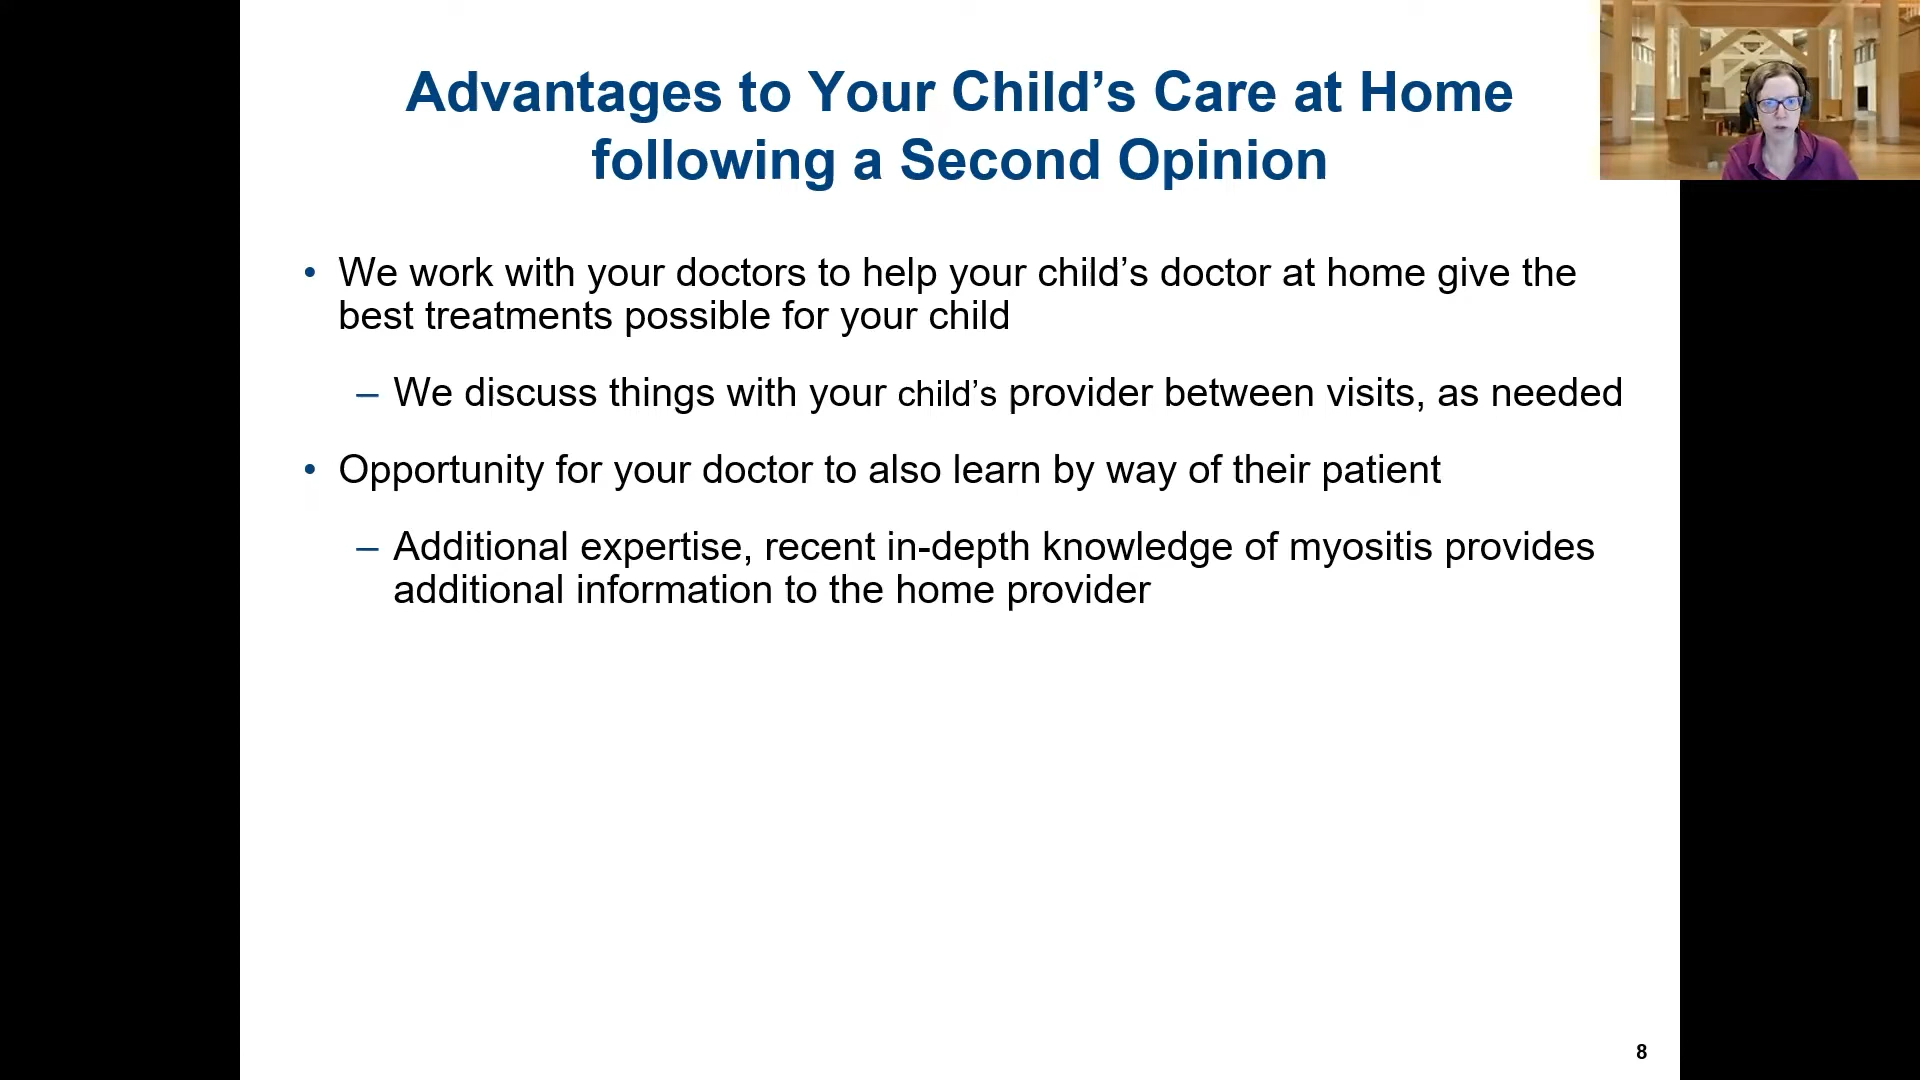 Advantages to Your Child’s Care at Home
following a Second Opinion
• We work with your doctors to help your child’s doctor at home give the
best treatments possible for your child
– We discuss things with your child’s provider between visits, as needed
• Opportunity for your doctor to also learn by way of their patient
– Additional expertise, recent in-depth knowledge of myositis provides
additional information to the home provider
8